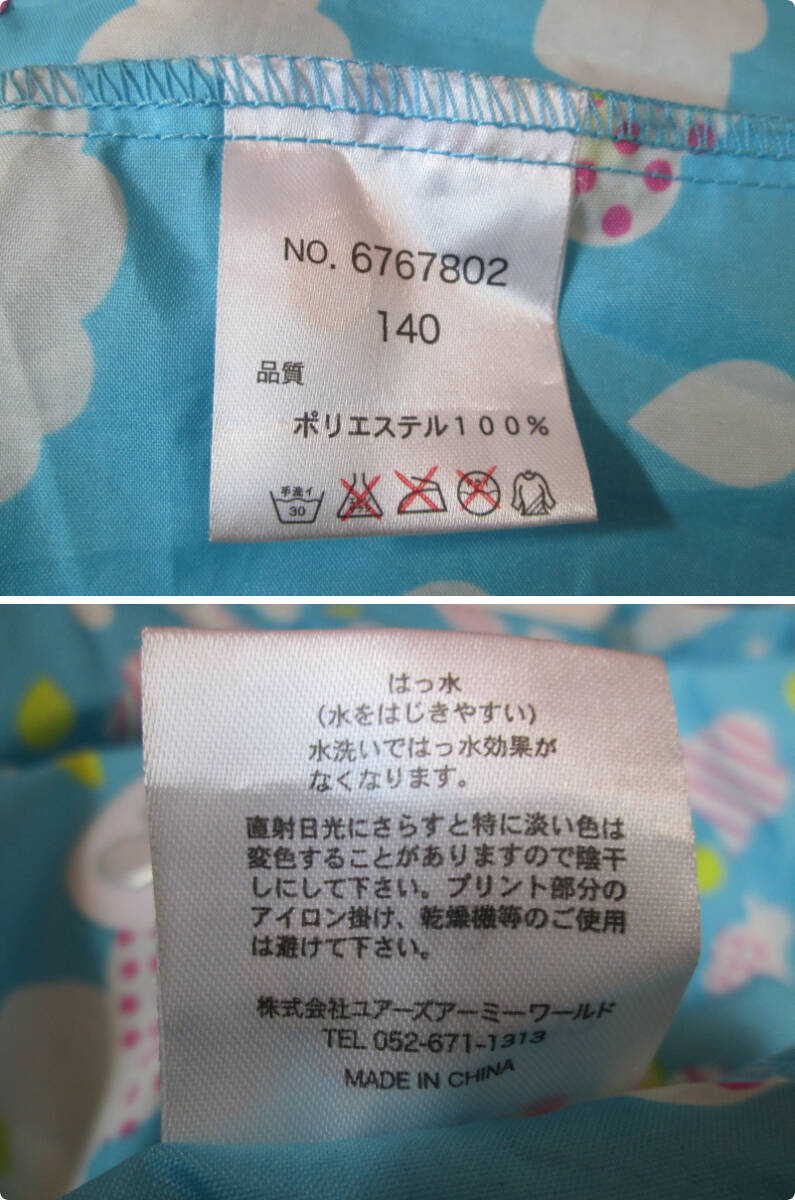 NO. 6767802
140
品質
ポリエステル100%
手洗イ
30
はっ水
(水をはじきやすい)
水洗いではっ水効果が
なくなります。
直射日光にさらすと特に淡い色は
変色することがありますので陰干
しにして下さい。プリント部分の
アイロン掛け、乾燥機等のご使用
は避けて下さい。
株式会社ユアーズアーミーワールド
TEL 052-671-1313
MADE IN CHINA